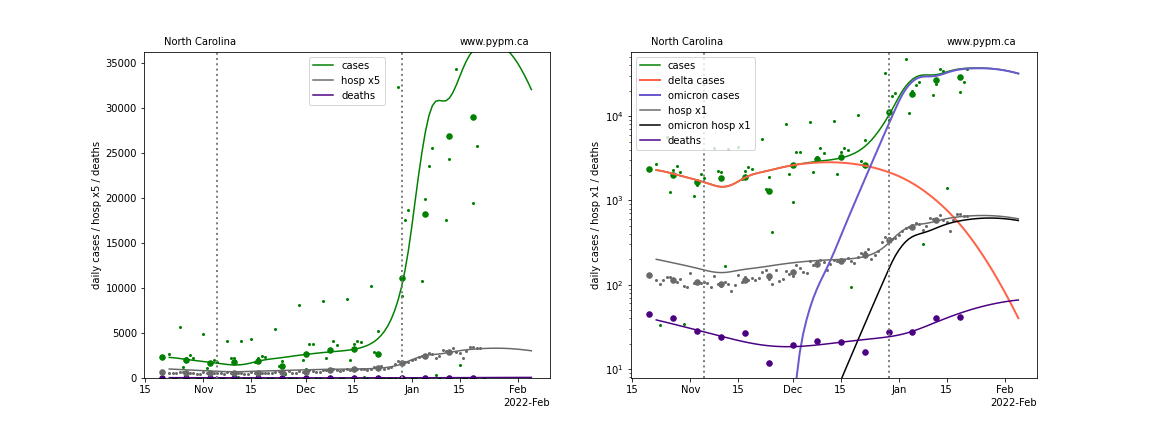 North Carolina
www.pypm.ca
cases
hosp x5
deaths
daily cases / hosp x5 / deaths
35000
30000
25000
20000
15000
10000
5000
0
15
Nov
15
Dec
15
Jan
15
Feb
2022-Feb
North Carolina
www.pypm.ca
cases
delta cases
omicron cases
hosp x1
omicron hosp x1
deaths
daily cases / hosp x1 / deaths
10⁴
10³
10²
10¹
15
Nov
15
Dec
15
Jan
15
Feb
2022-Feb